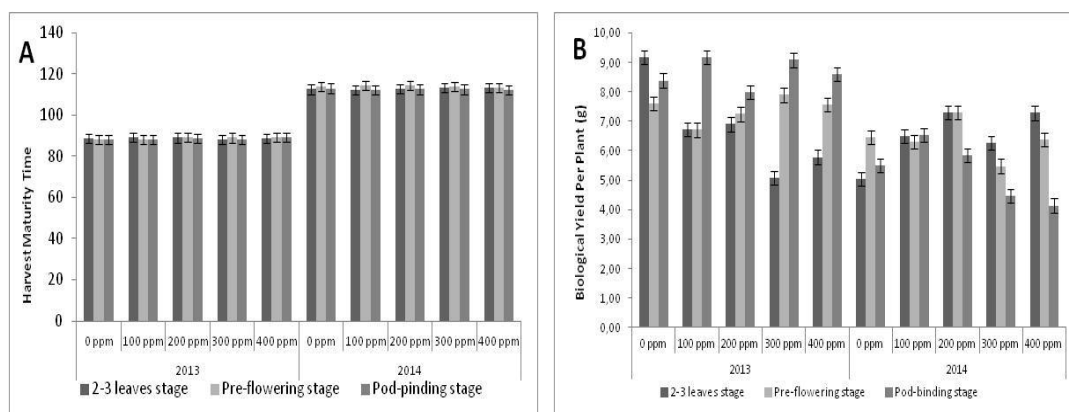 A
Harvest Maturity Time
140
120
100
80
60
40
20
0
0 ppm 100 ppm 200 ppm 300 ppm 400 ppm 0 ppm 100 ppm 200 ppm 300 ppm 400 ppm
2013 2014
2-3 leaves stage Pre-flowering stage Pod-pinding stage
B
Biological Yield Per Plant (g)
10,00
9,00
8,00
7,00
6,00
5,00
4,00
3,00
2,00
1,00
0,00
0 ppm 100 ppm 200 ppm 300 ppm 400 ppm 0 ppm 100 ppm 200 ppm 300 ppm 400 ppm
2013 2014
2-3 leaves stage Pre-flowering stage Pod-binding stage